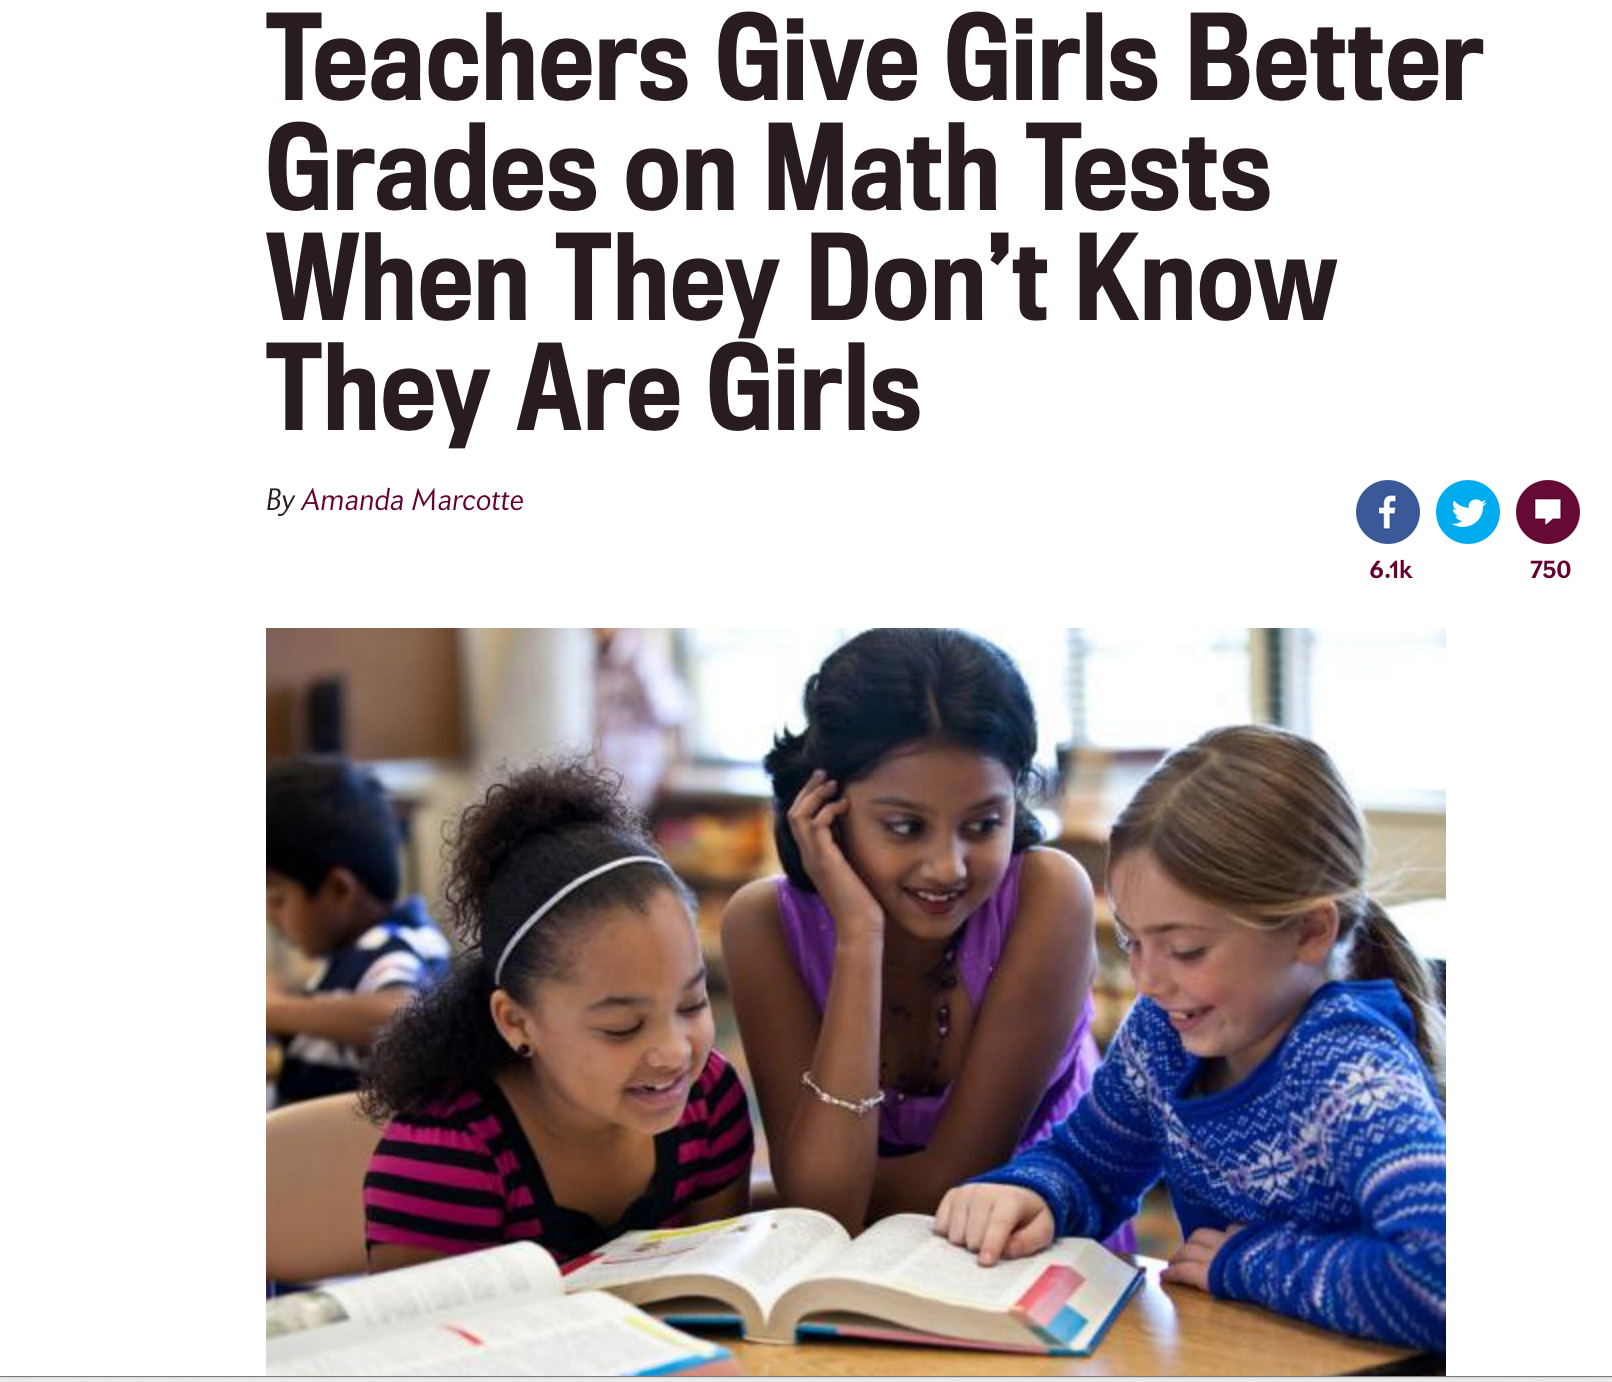 Teachers Give Girls Better
Grades on Math Tests
When They Don’t Know
They Are Girls
By Amanda Marcotte
6.1k
750